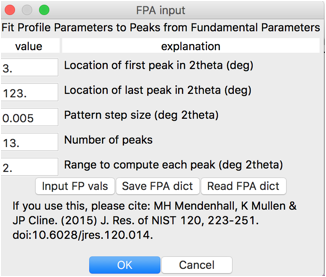 FPA input
Fit Profile Parameters to Peaks from Fundamental Parameters
value explanation
3. Location of first peak in 2theta (deg)
123. Location of last peak in 2theta (deg)
0.005 Pattern step size (deg 2theta)
13. Number of peaks
2. Range to compute each peak (deg 2theta)
Input FP vals Save FPA dict Read FPA dict
If you use this, please cite: MH Mendenhall, K Mullen &
JP Cline. (2015) J. Res. of NIST 120, 223-251.
doi:10.6028/jres.120.014.
OK Cancel